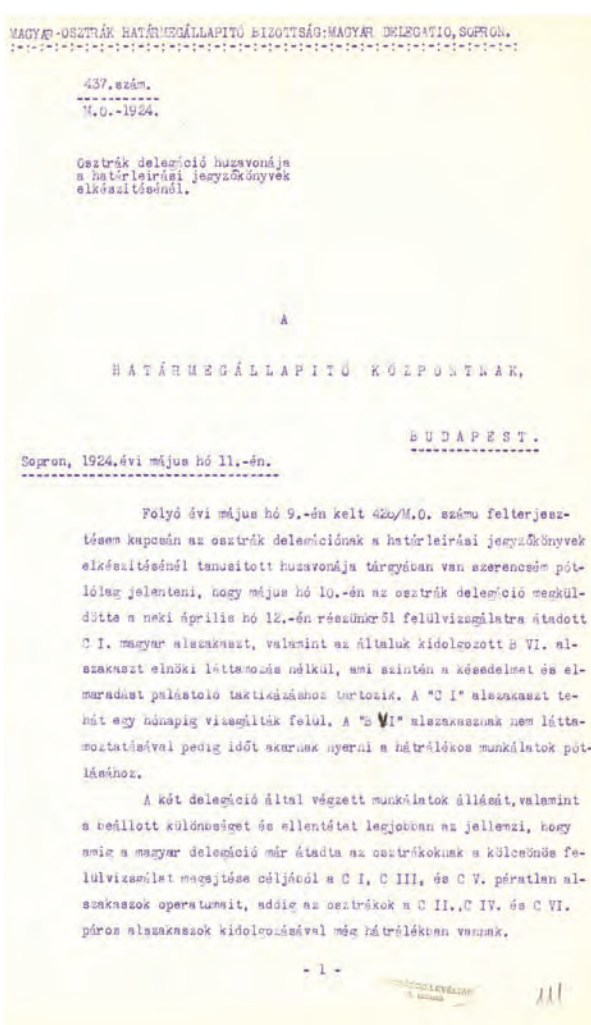 MAGYAR-OSZTRÁK HATÁRMEGÁLLAPITÓ BIZOTTSÁG:MAGYAR DELEGATIO,SOPRON.
437.szám.
M.O.-1924.
Osztrák delegáció huzavonája
a határleirási jegyzőkönyvek
elkészitésénél.
A
HATÁRMEGÁLLAPITÓ KÖZPONTNAK,
BUDAPEST.
Sopron, 1924.évi május hó 11.-én.
Folyó évi május hó 9.-én kelt 426/M.O. számu felterjesz-
tésem kapcsán az osztrák delegációnak a határleirási jegyzőkönyvek
elkészitésénél tanusitott huzavonája tárgyában van szerencsém pót-
lólag jelenteni, hogy május hó 10.-én az osztrák delegáció megkül-
dötte a neki április hó 12.-én részünkről felülvizsgálatra átadott
C I. magyar alszakaszt, valamint az általuk kidolgozott B VI. al-
szakaszt elnöki láttamozás nélkül, ami szintén a késedelmet és el-
maradást palástoló taktikázáshoz tartozik. A "C I" alszakaszt te-
hát egy hónapig vizsgálták felül. A "B VI" alszakasznak nem látta-
moztatásával pedig időt akarnak nyerni a hátrálékos munkálatok pót-
lásához.
A két delegáció által végzett munkálatok állását,valamint
a beállott különbséget és ellentétet legjobban az jellemzi, hogy
amig a magyar delegáció már átadta az osztrákoknak a kölcsönös fe-
lülvizsgálat megejtése céljából a C I, C III, és C V. páratlan al-
szakaszok operatumait, addig az osztrákok a C II.,C IV. és C VI.
páros alszakaszok kidolgozásával még hátrálékban vannak.
- 1 -
111